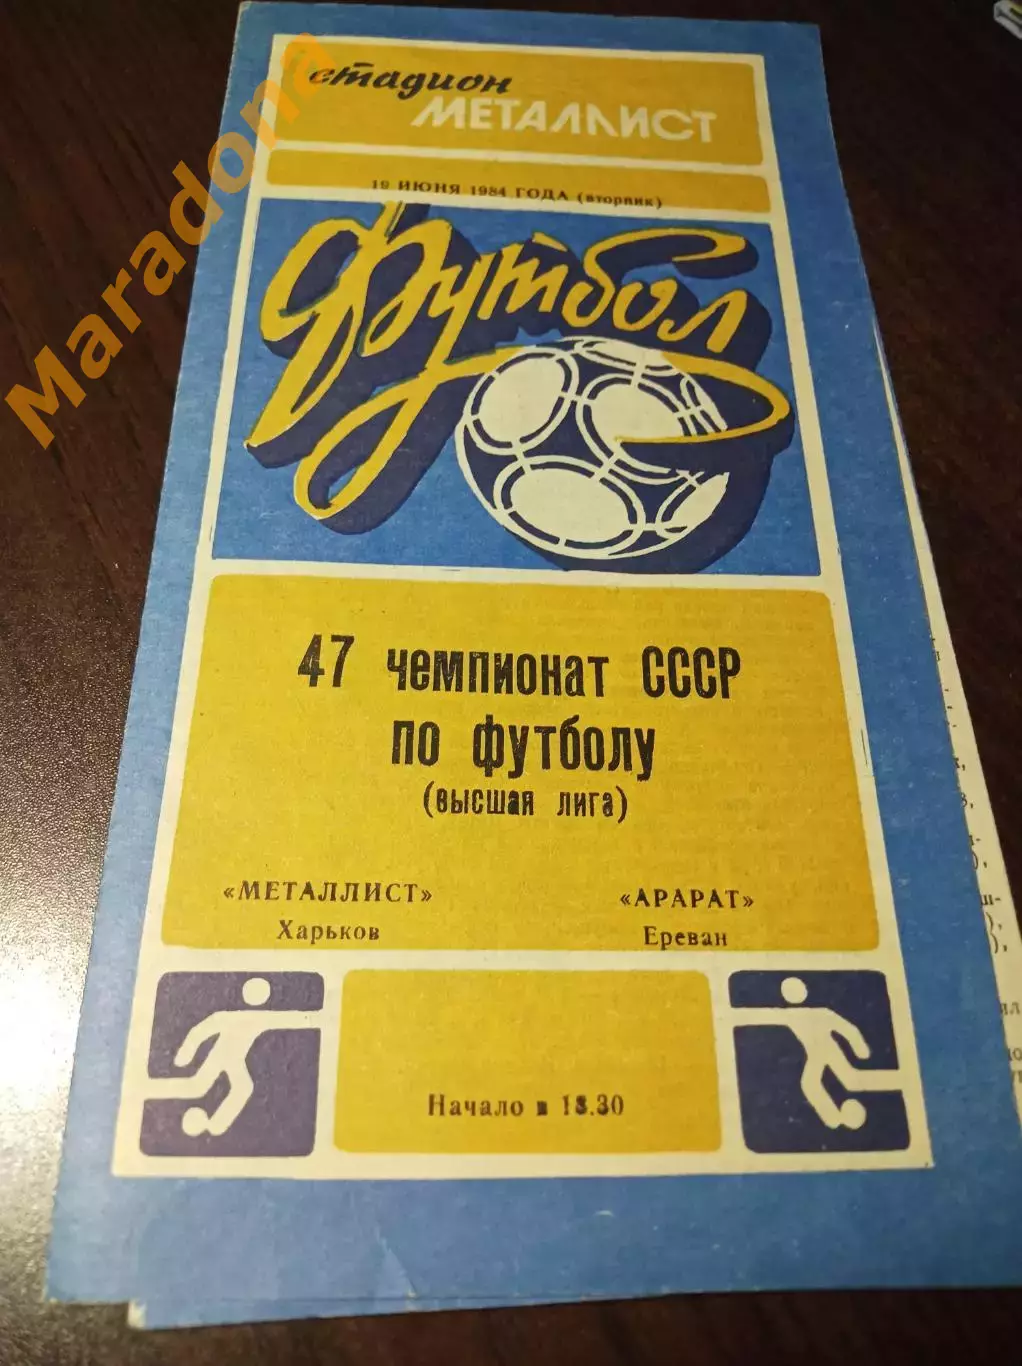 стадион
МЕТАЛЛИСТ
19 ИЮНЯ 1984 ГОДА (вторник)
Футбол
47 чемпионат СССР
по футболу
(высшая лига)
«МЕТАЛЛИСТ» «АРАРАТ»
Харьков Ереван
Начало в 18.30
Maradona